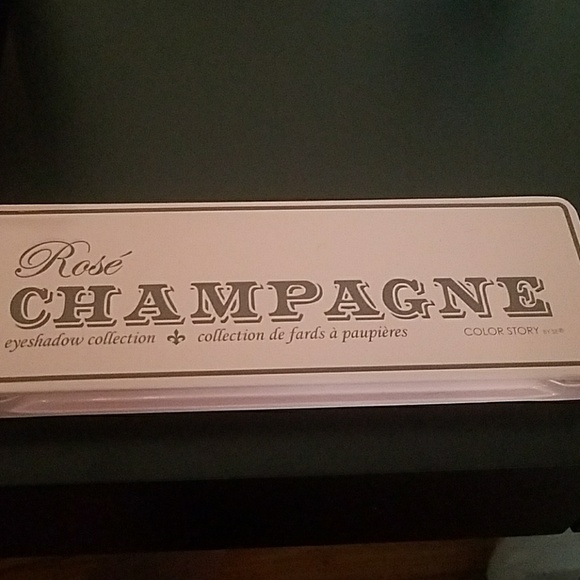 Rosé
CHAMPAGNE
eyeshadow collection ⚜ collection de fards à paupières
COLOR STORY